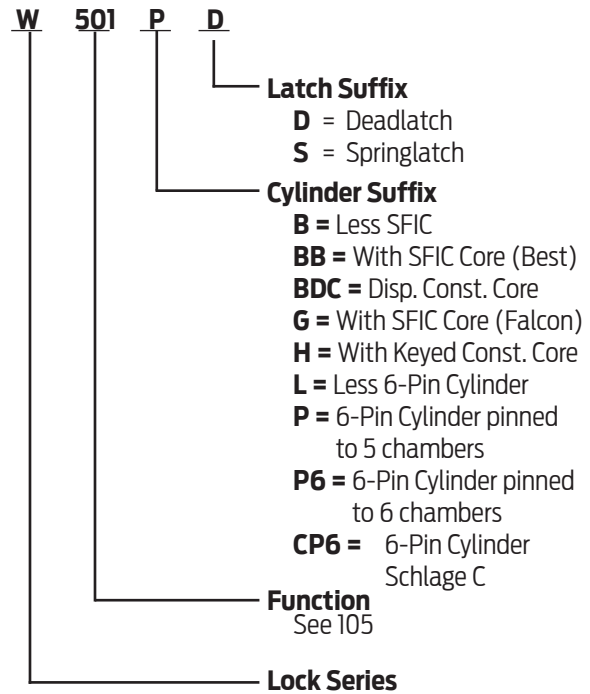 W 501 P D
Latch Suffix
D = Deadlatch
S = Springlatch
Cylinder Suffix
B = Less SFIC
BB = With SFIC Core (Best)
BDC = Disp. Const. Core
G = With SFIC Core (Falcon)
H = With Keyed Const. Core
L = Less 6-Pin Cylinder
P = 6-Pin Cylinder pinned
to 5 chambers
P6 = 6-Pin Cylinder pinned
to 6 chambers
CP6 = 6-Pin Cylinder
Schlage C
Function
See 105
Lock Series